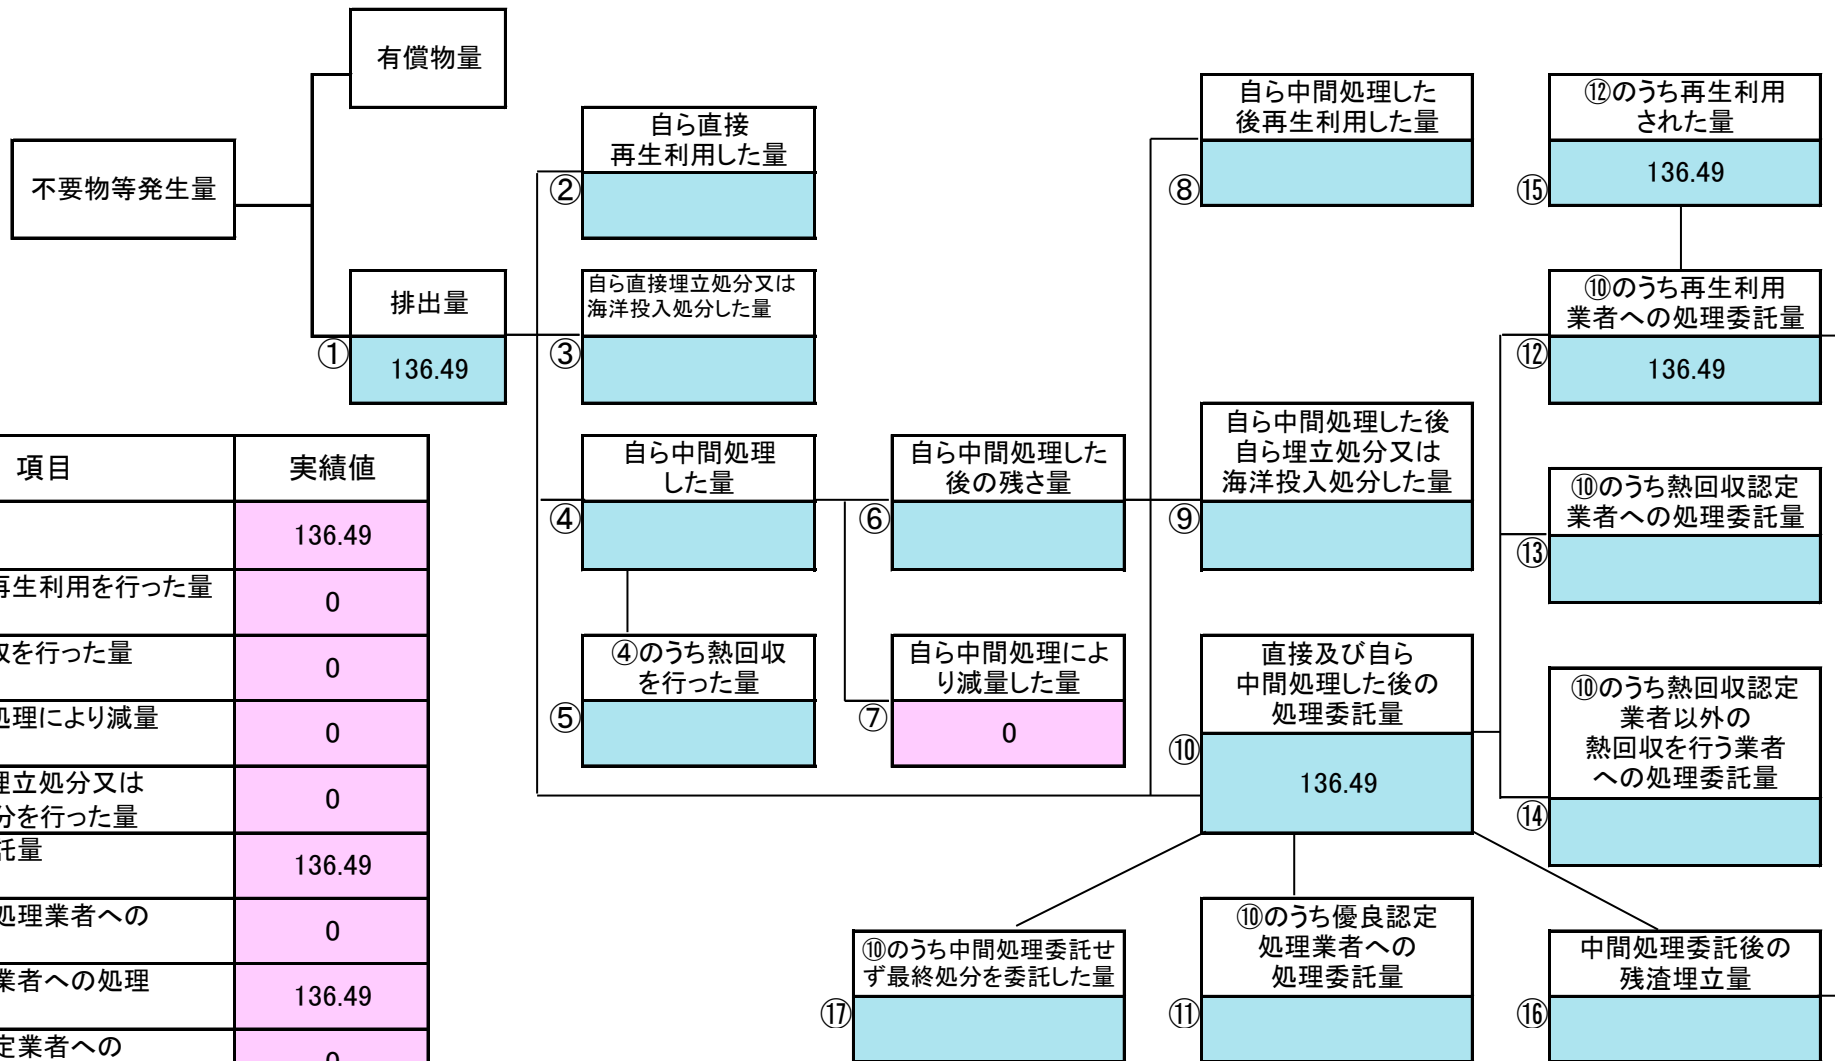 有償物量
不要物等発生量
排出量
①
136.49
自ら直接
再生利用した量
②
自ら直接埋立処分又は
海洋投入処分した量
③
自ら中間処理
した量
④
④のうち熱回収
を行った量
⑤
自ら中間処理した
後の残さ量
⑥
自ら中間処理によ
り減量した量
⑦
0
自ら中間処理した
後再生利用した量
⑧
自ら中間処理した後
自ら埋立処分又は
海洋投入処分した量
⑨
直接及び自ら
中間処理した後の
処理委託量
⑩
136.49
⑫のうち再生利用
された量
⑮
136.49
⑩のうち再生利用
業者への処理委託量
⑫
136.49
⑩のうち熱回収認定
業者への処理委託量
⑬
⑩のうち熱回収認定
業者以外の
熱回収を行う業者
への処理委託量
⑭
⑩のうち中間処理委託せ
ず最終処分を委託した量
⑰
⑩のうち優良認定
処理業者への
処理委託量
⑪
中間処理委託後の
残渣埋立量
⑯
項目 実績値
136.49
再生利用を行った量 0
を行った量 0
処理により減量 0
埋立処分又は
を行った量 0
託量 136.49
処理業者への 0
業者への処理 136.49
定業者への 0